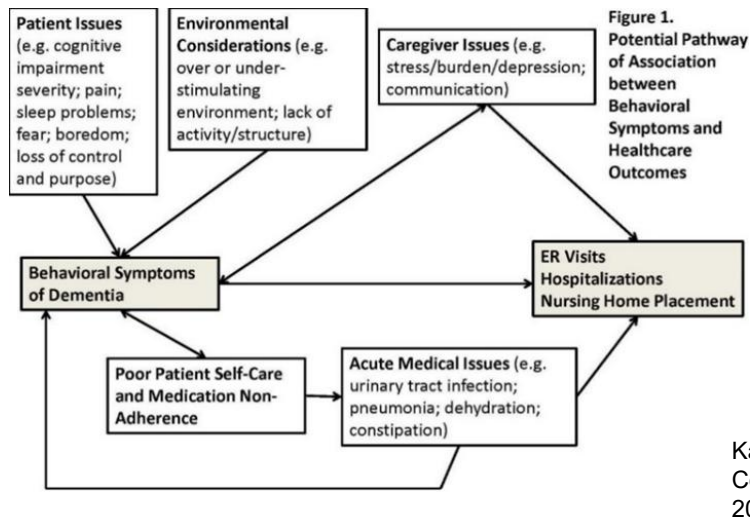 Patient Issues
(e.g. cognitive
impairment
severity; pain;
sleep problems;
fear; boredom;
loss of control
and purpose)
Environmental
Considerations (e.g.
over or under-
stimulating
environment; lack of
activity/structure)
Caregiver Issues (e.g.
stress/burden/depression;
communication)
Figure 1.
Potential Pathway
of Association
between
Behavioral
Symptoms and
Healthcare
Outcomes
Behavioral Symptoms
of Dementia
ER Visits
Hospitalizations
Nursing Home Placement
Poor Patient Self-Care
and Medication Non-
Adherence
Acute Medical Issues (e.g.
urinary tract infection;
pneumonia; dehydration;
constipation)